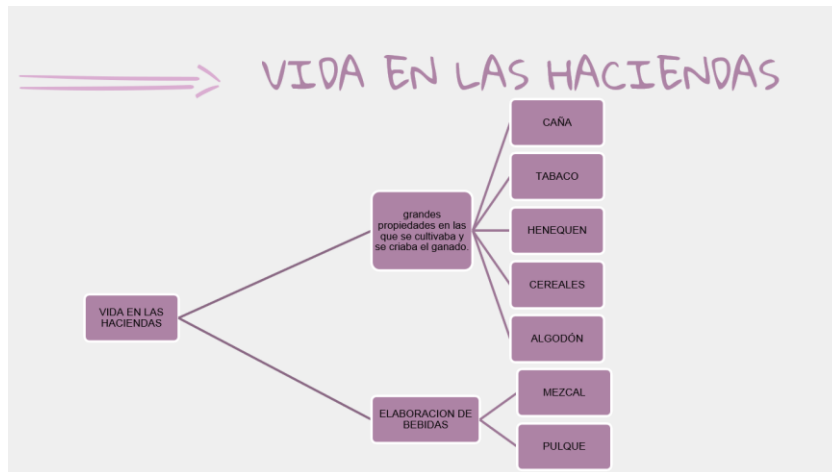 VIDA EN LAS HACIENDAS
VIDA EN LAS
HACIENDAS
grandes
propiedades en las
que se cultivaba y
se criaba el ganado.
CAÑA
TABACO
HENEQUEN
CEREALES
ALGODÓN
ELABORACION DE
BEBIDAS
MEZCAL
PULQUE